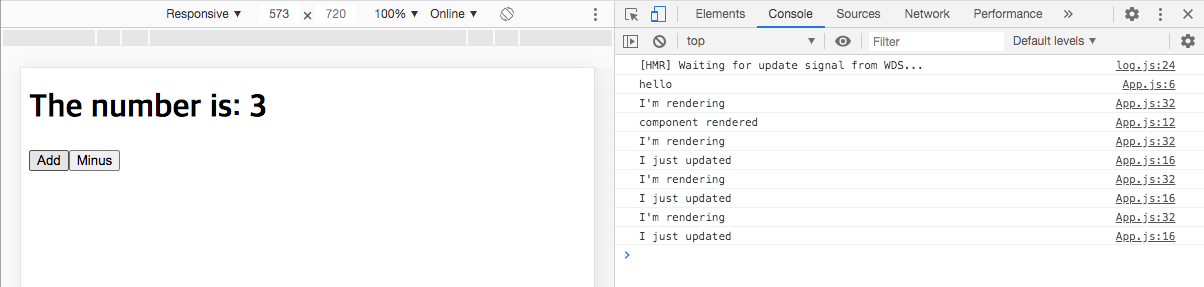 Responsive ▼ 573 × 720 100% ▼ Online ▼
The number is: 3
Add Minus
Elements Console Sources Network Performance »
top ▼ Filter Default levels ▼
[HMR] Waiting for update signal from WDS... log.js:24
hello App.js:6
I'm rendering App.js:32
component rendered App.js:12
I'm rendering App.js:32
I just updated App.js:16
I'm rendering App.js:32
I just updated App.js:16
I'm rendering App.js:32
I just updated App.js:16
>